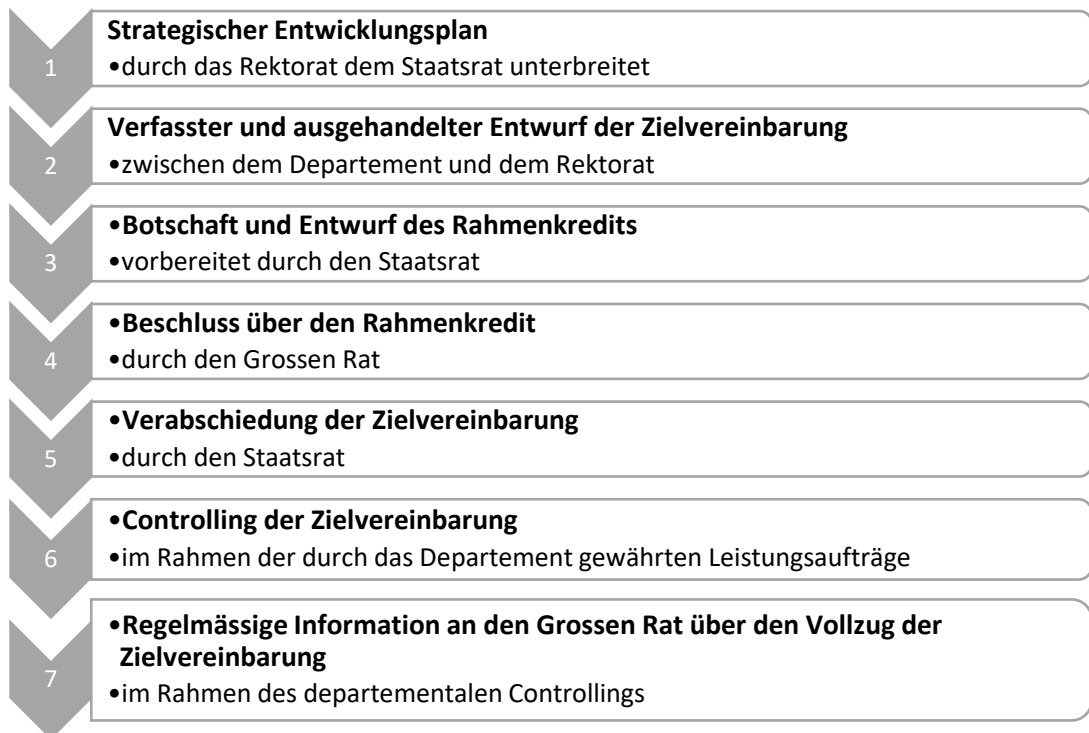 1
Strategischer Entwicklungsplan
•durch das Rektorat dem Staatsrat unterbreitet
2
Verfasster und ausgehandelter Entwurf der Zielvereinbarung
•zwischen dem Departement und dem Rektorat
3
•Botschaft und Entwurf des Rahmenkredits
•vorbereitet durch den Staatsrat
4
•Beschluss über den Rahmenkredit
•durch den Grossen Rat
5
•Verabschiedung der Zielvereinbarung
•durch den Staatsrat
6
•Controlling der Zielvereinbarung
•im Rahmen der durch das Departement gewährten Leistungsaufträge
7
•Regelmässige Information an den Grossen Rat über den Vollzug der
Zielvereinbarung
•im Rahmen des departementalen Controllings